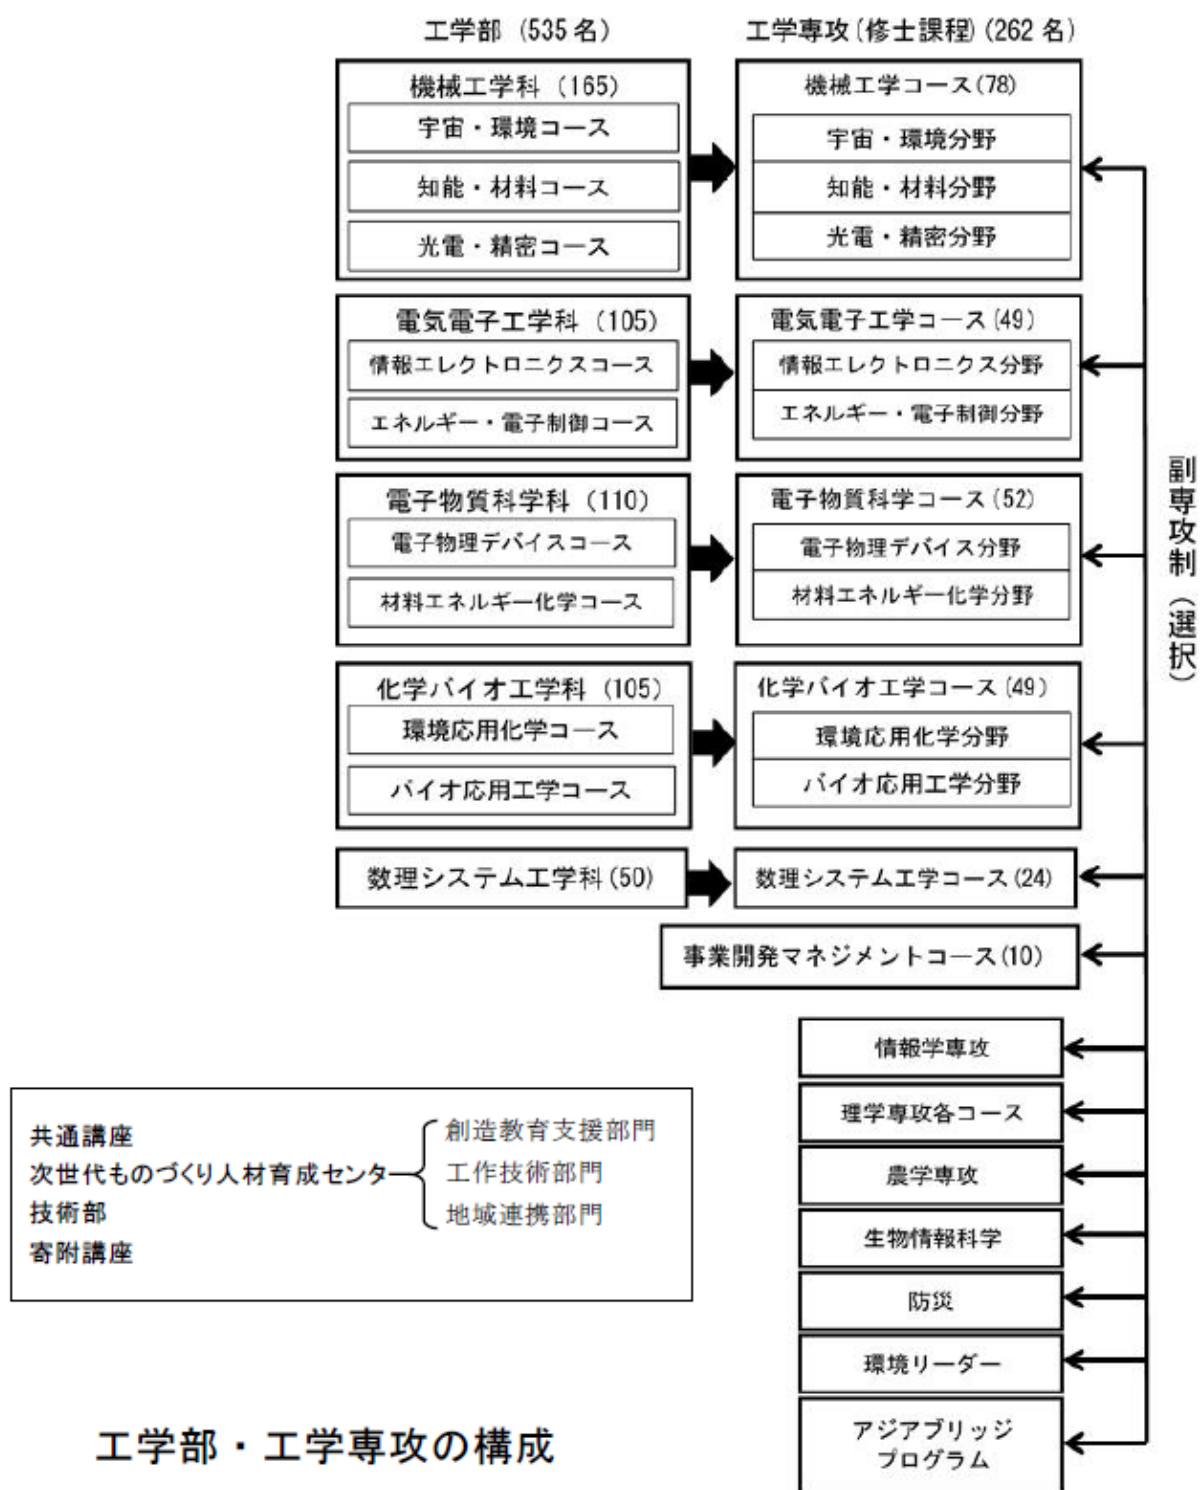 工学部 (535 名)
工学専攻(修士課程)(262 名)
機械工学科 (165)
宇宙・環境コース
知能・材料コース
光電・精密コース
機械工学コース(78)
宇宙・環境分野
知能・材料分野
光電・精密分野
電気電子工学科 (105)
情報エレクトロニクスコース
エネルギー・電子制御コース
電気電子工学コース(49)
情報エレクトロニクス分野
エネルギー・電子制御分野
電子物質科学科 (110)
電子物理デバイスコース
材料エネルギー化学コース
電子物質科学コース(52)
電子物理デバイス分野
材料エネルギー化学分野
化学バイオ工学科 (105)
環境応用化学コース
バイオ応用工学コース
化学バイオ工学コース(49)
環境応用化学分野
バイオ応用工学分野
数理システム工学科(50)
数理システム工学コース(24)
事業開発マネジメントコース(10)
情報学専攻
理学専攻各コース
農学専攻
生物情報科学
防災
環境リーダー
アジアブリッジ
プログラム
副専攻制(選択)
共通講座
次世代ものづくり人材育成センタ
技術部
寄附講座
創造教育支援部門
工作技術部門
地域連携部門
工学部・工学専攻の構成